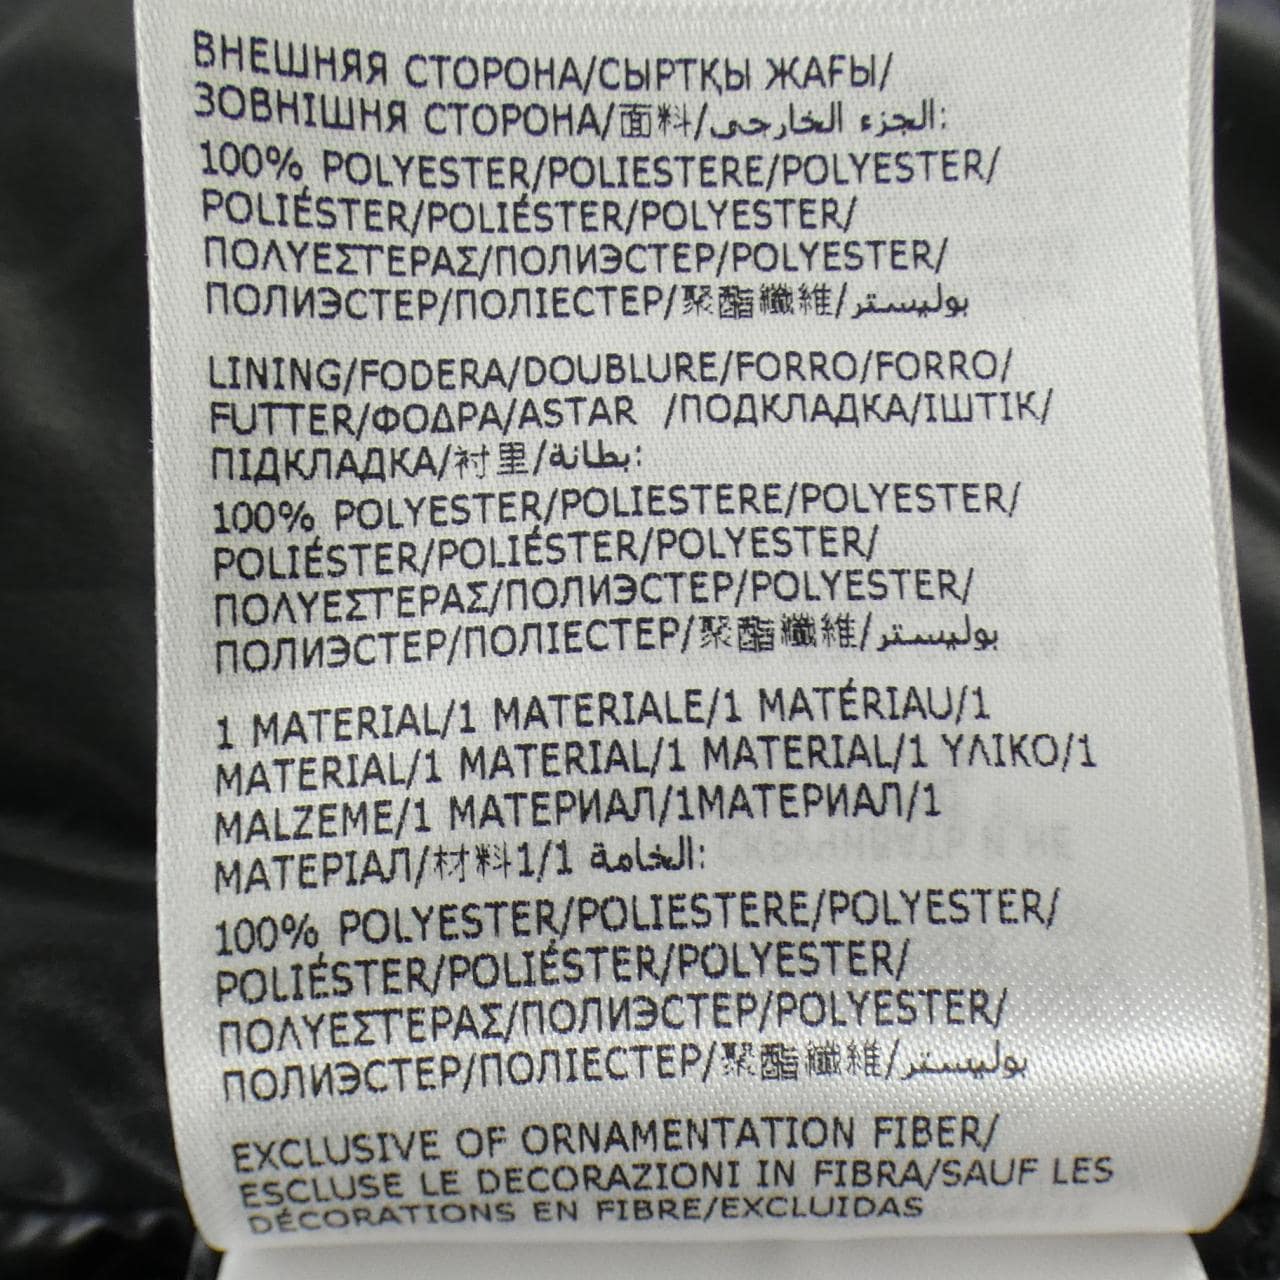 ВНЕШНЯЯ СТОРОНА/СЫРТҚЫ ЖАҒЫ/
ЗОВНІШНЯ СТОРОНА/面料/الجزء الخارجى:
100% POLYESTER/POLIESTERE/POLYESTER/
POLIÉSTER/POLIÉSTER/POLYESTER/
ΠΟΛΥΕΣΤΕΡΑΣ/ПОЛИЭСТЕР/POLYESTER/
ПОЛИЭСТЕР/ПОЛІЕСТЕР/聚酯纖維/بوليستر
LINING/FODERA/DOUBLURE/FORRO/FORRO/
FUTTER/ΦΟΔΡΑ/ASTAR /ПОДКЛАДКА/ІШТІК/
ПІДКЛАДКА/衬里/بطانة:
100% POLYESTER/POLIESTERE/POLYESTER/
POLIÉSTER/POLIÉSTER/POLYESTER/
ΠΟΛΥΕΣΤΕΡΑΣ/ПОЛИЭСТЕР/POLYESTER/
ПОЛИЭСТЕР/ПОЛІЕСТЕР/聚酯纖維/بوليستر
1 MATERIAL/1 MATERIALE/1 MATÉRIAU/1
MATERIAL/1 MATERIAL/1 MATERIAL/1 ΥΛΙΚΟ/1
MALZEME/1 МАТЕРИАЛ/1МАТЕРИАЛ/1
МАТЕРІАЛ/材料1/1 الخامة:
100% POLYESTER/POLIESTERE/POLYESTER/
POLIÉSTER/POLIÉSTER/POLYESTER/
ΠΟΛΥΕΣΤΕΡΑΣ/ПОЛИЭСТЕР/POLYESTER/
ПОЛИЭСТЕР/ПОЛІЕСТЕР/聚酯纖維/بوليستر
EXCLUSIVE OF ORNAMENTATION FIBER/
ESCLUSE LE DECORAZIONI IN FIBRA/SAUF LES
DÉCORATIONS EN FIBRE/EXCLUIDAS